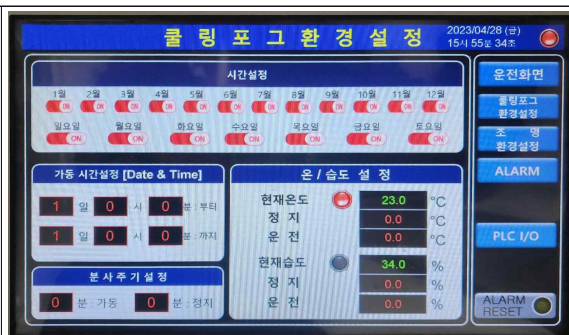 쿨 링 포 그 환 경 설 정
2023/04/28 (금)
15시 55분 34초
시간설정
1월 2월 3월 4월 5월 6월 7월 8월 9월 10월 11월 12월
ON ON ON ON ON ON ON ON ON ON ON ON
일요일 월요일 화요일 수요일 목요일 금요일 토요일
ON ON ON ON ON ON ON
가동 시간설정 [Date & Time]
1 일 0 시 0 분 : 부터
1 일 0 시 0 분 : 까지
분 사 주 기 설 정
0 분 : 가동 0 분 : 정지
온 / 습도 설 정
현재온도 23.0 °C
정 지 0.0 °C
운 전 0.0 °C
현재습도 34.0 %
정 지 0.0 %
운 전 0.0 %
운전화면
쿨링포그
환경설정
조 명
환경설정
ALARM
PLC I/O
ALARM
RESET